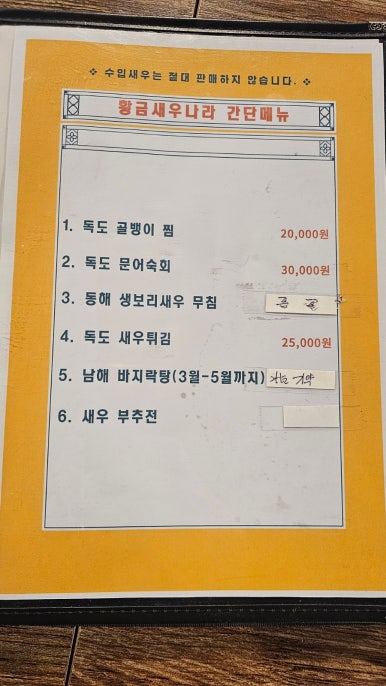 ❖ 수입새우는 절대 판매하지 않습니다. ❖
황금새우나라 간단메뉴
1. 독도 골뱅이 찜 20,000원
2. 독도 문어숙회 30,000원
3. 동해 생보리새우 무침
4. 독도 새우튀김 25,000원
5. 남해 바지락탕(3월-5월까지)
6. 새우 부추전